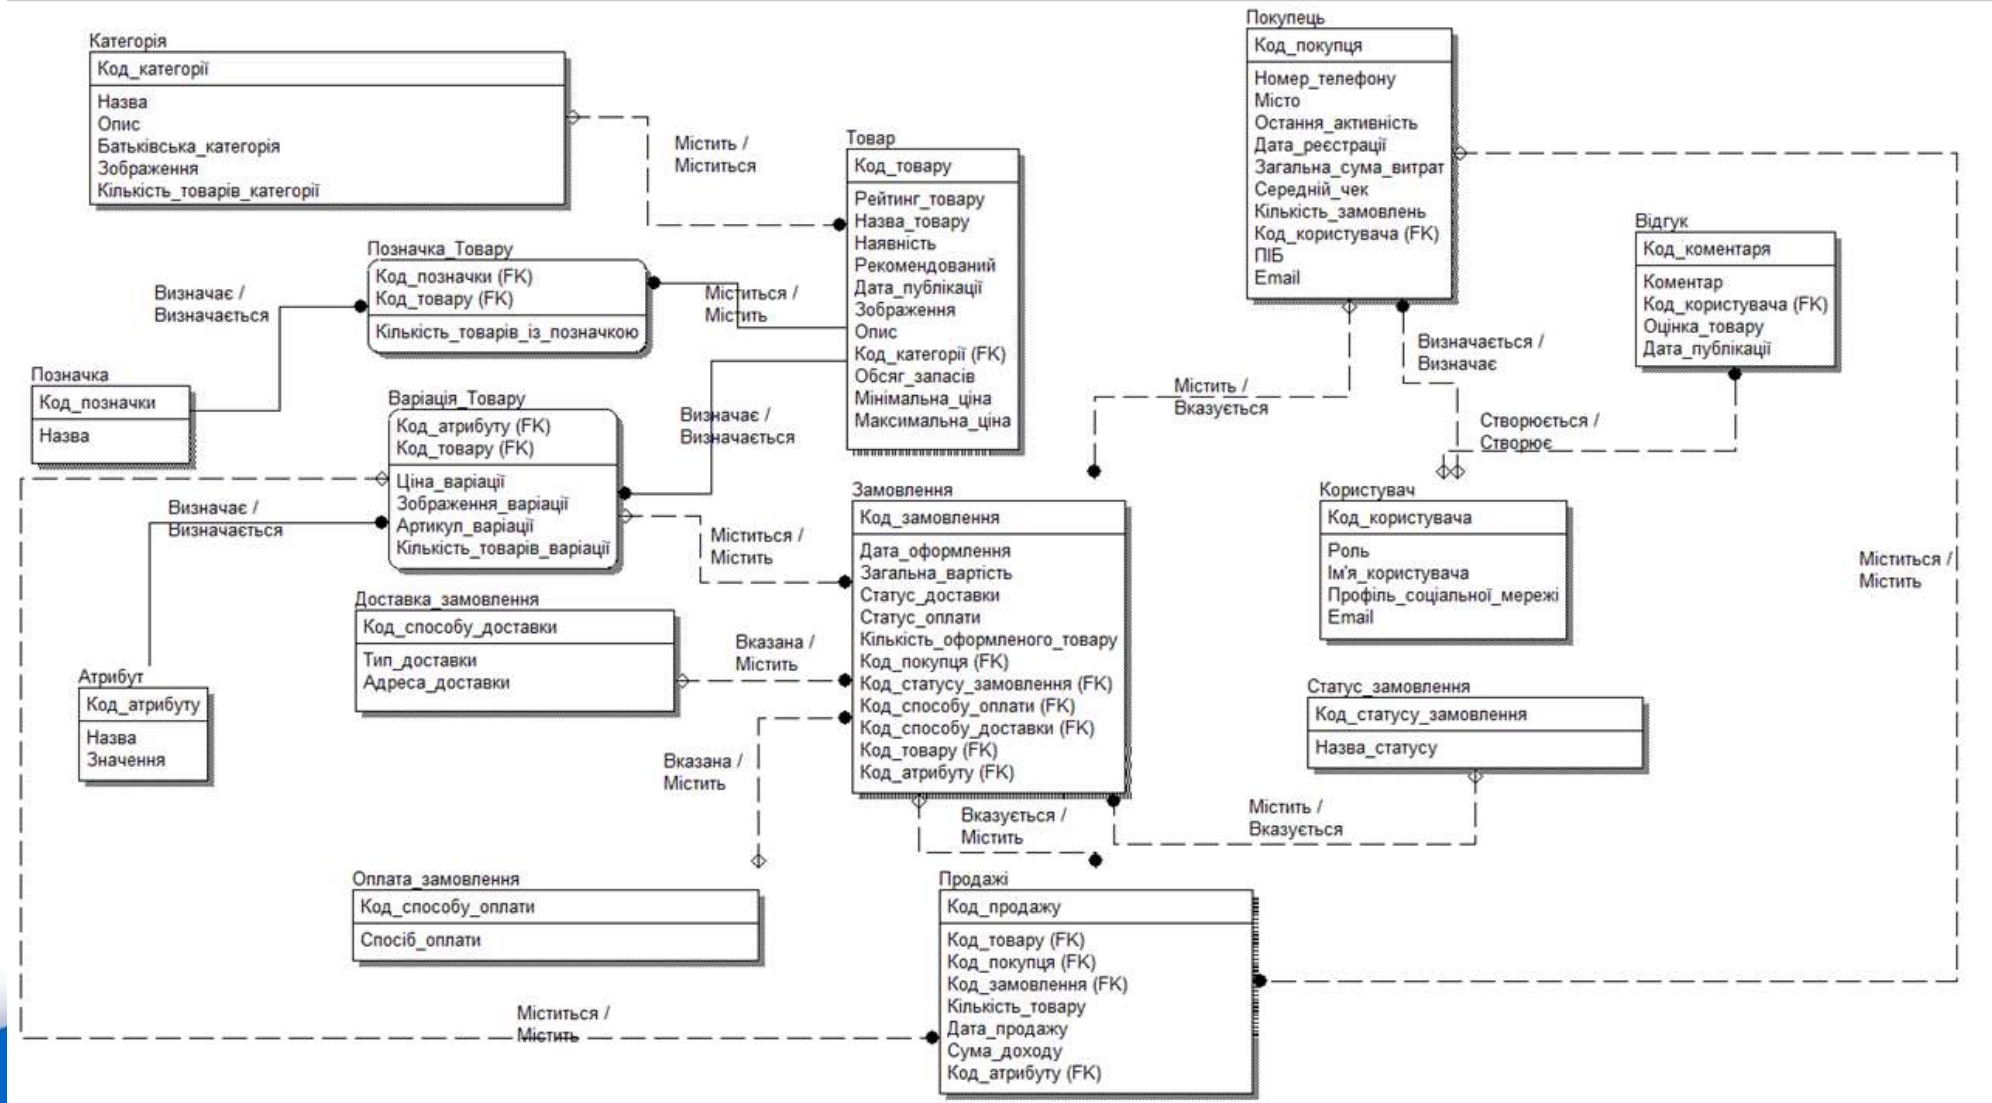 Категорія
Код_категорії
Назва
Опис
Батьківська_категорія
Зображення
Кількість_товарів_категорії
Містить /
Міститься
Товар
Код_товару
Рейтинг_товару
Назва_товару
Наявність
Рекомендований
Дата_публікації
Зображення
Опис
Код_категорії (FK)
Обсяг_запасів
Мінімальна_ціна
Максимальна_ціна
Покупець
Код_покупця
Номер_телефону
Місто
Остання_активність
Дата_реєстрації
Загальна_сума_витрат
Середній_чек
Кількість_замовлень
Код_користувача (FK)
ПІБ
Email
Відгук
Код_коментаря
Коментар
Код_користувача (FK)
Оцінка_товару
Дата_публікації
Позначка_Товару
Код_позначки (FK)
Код_товару (FK)
Кількість_товарів_із_позначкою
Визначає /
Визначається
Міститься /
Містить
Позначка
Код_позначки
Назва
Варіація_Товару
Код_атрибуту (FK)
Код_товару (FK)
Ціна_варіації
Зображення_варіації
Артикул_варіації
Кількість_товарів_варіації
Визначає /
Визначається
Визначає /
Визначається
Містить /
Вказується
Визначається /
Визначає
Створюється /
Створює
Міститься /
Містить
Замовлення
Код_замовлення
Дата_оформлення
Загальна_вартість
Статус_доставки
Статус_оплати
Кількість_оформленого_товару
Код_покупця (FK)
Код_статусу_замовлення (FK)
Код_способу_оплати (FK)
Код_способу_доставки (FK)
Код_товару (FK)
Код_атрибуту (FK)
Користувач
Код_користувача
Роль
Ім'я_користувача
Профіль_соціальної_мережі
Email
Міститься /
Містить
Доставка_замовлення
Код_способу_доставки
Тип_доставки
Адреса_доставки
Вказана /
Містить
Атрибут
Код_атрибуту
Назва
Значення
Статус_замовлення
Код_статусу_замовлення
Назва_статусу
Вказана /
Містить
Вказується /
Містить
Містить /
Вказується
Оплата_замовлення
Код_способу_оплати
Спосіб_оплати
Продажі
Код_продажу
Код_товару (FK)
Код_покупця (FK)
Код_замовлення (FK)
Кількість_товару
Дата_продажу
Сума_доходу
Код_атрибуту (FK)
Міститься /
Містить